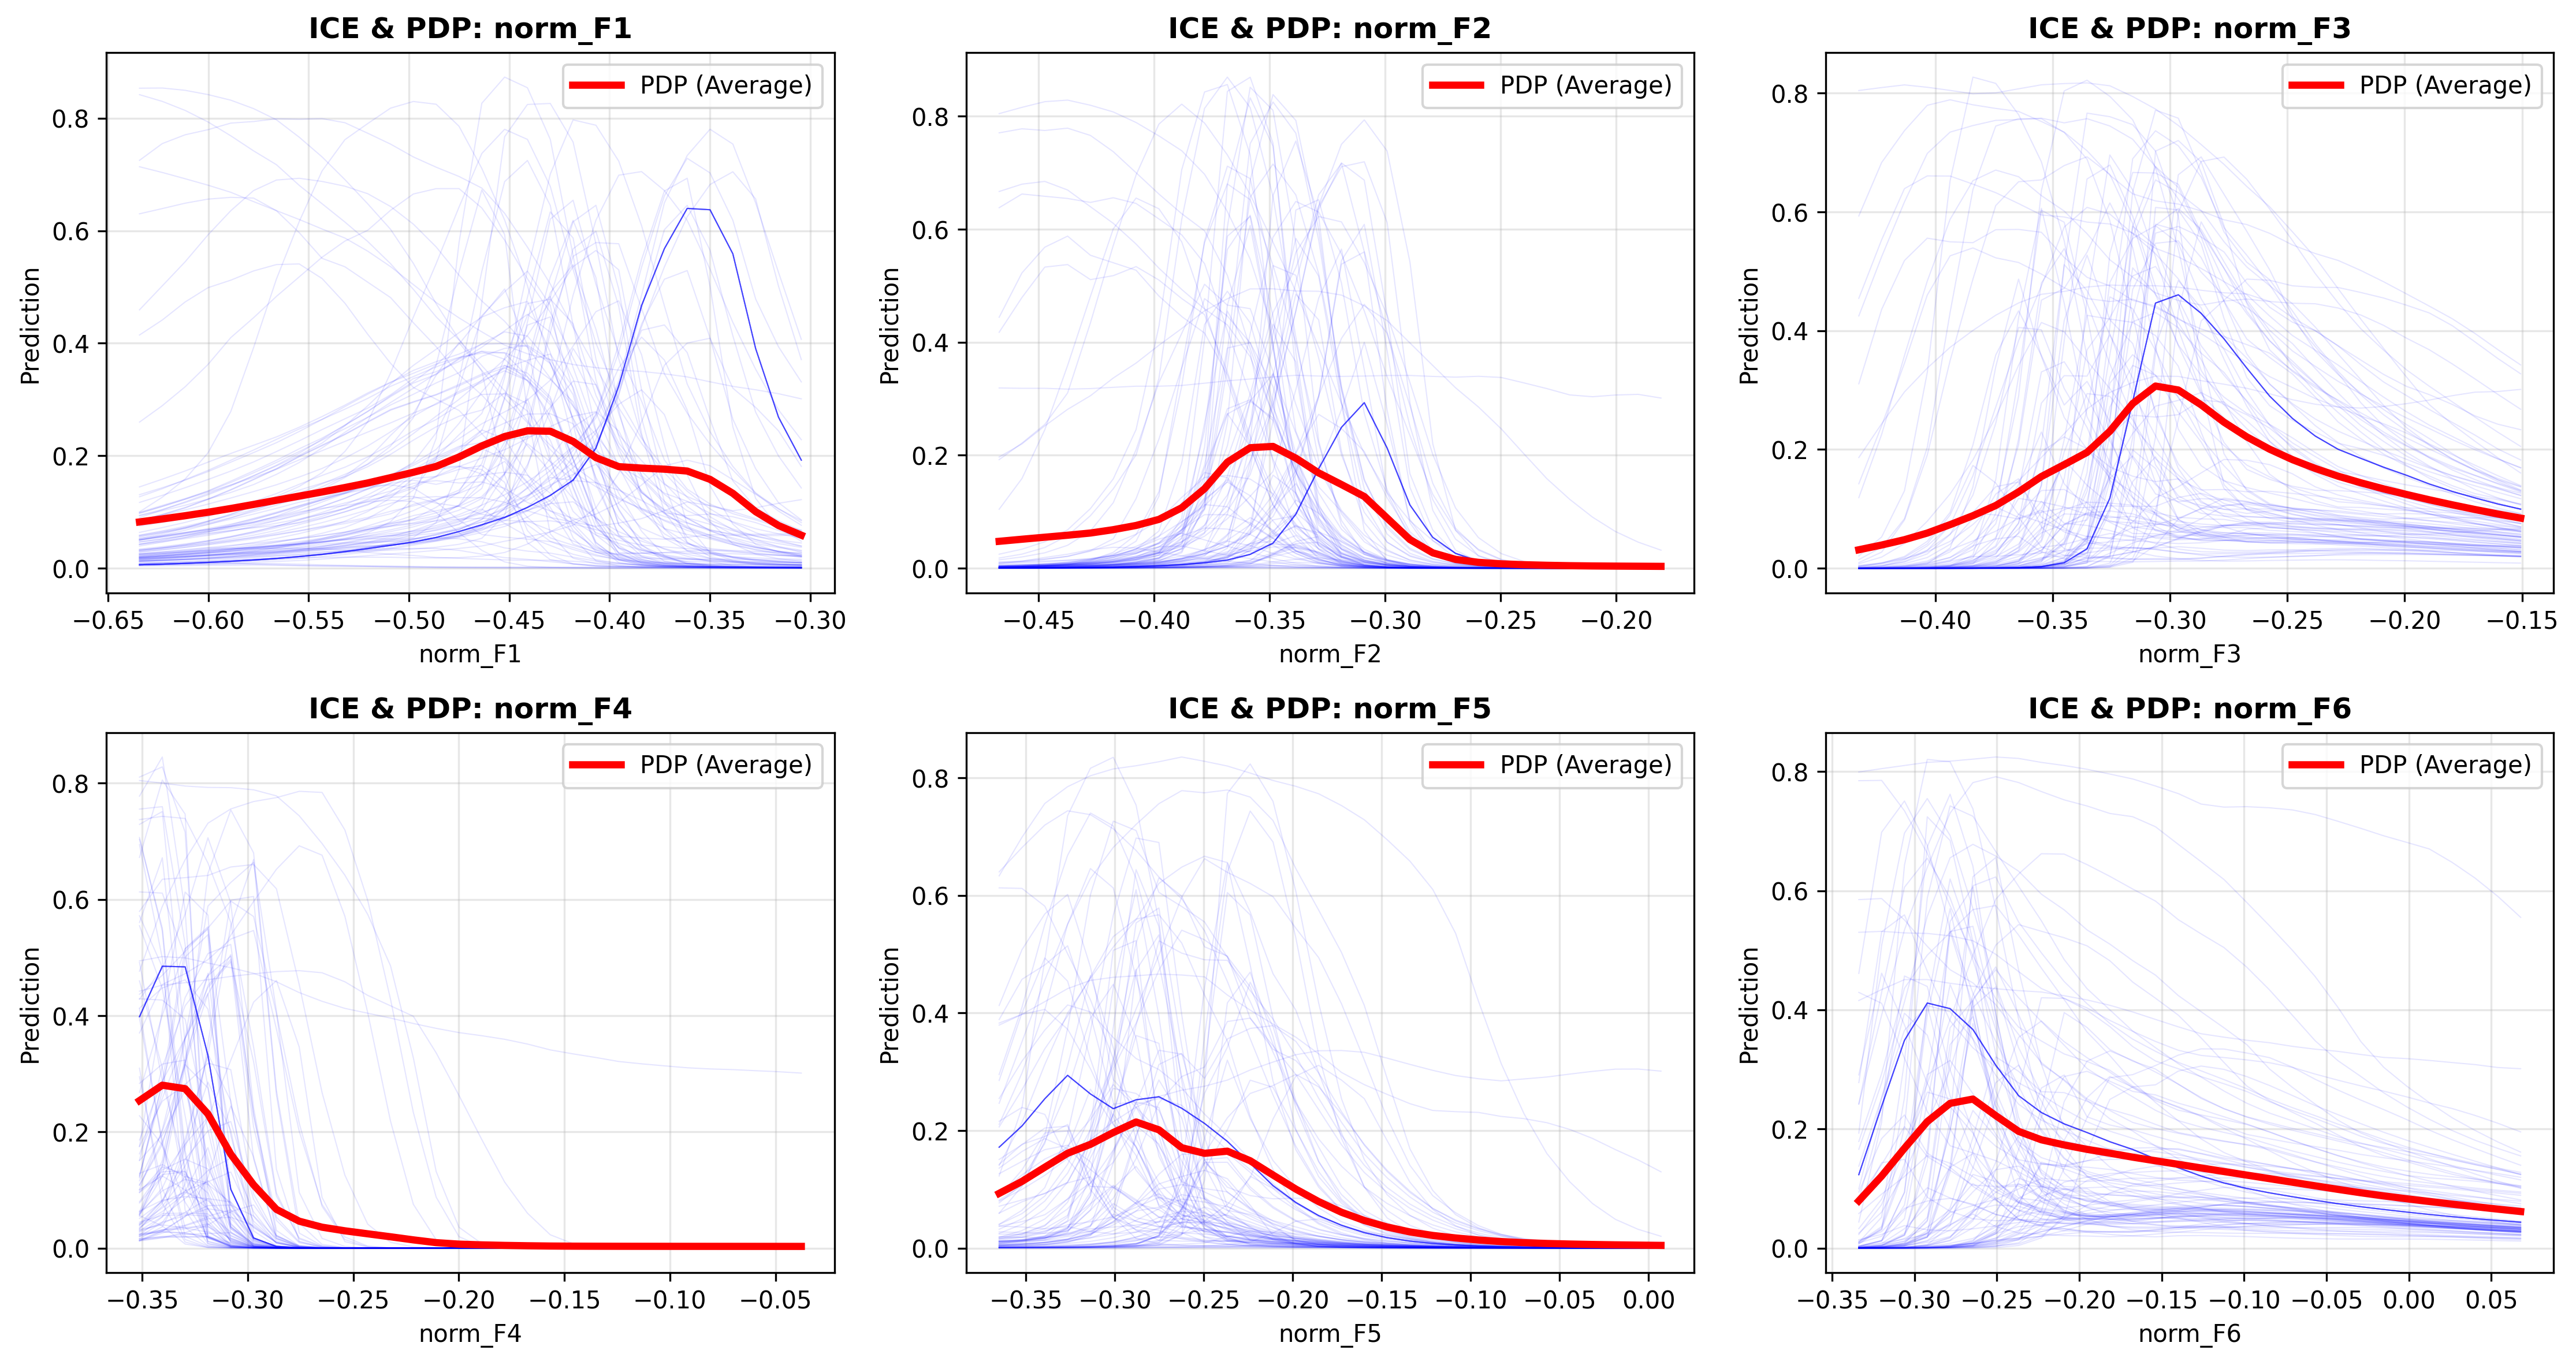 ICE & PDP: norm_F1
PDP (Average)
Prediction
0.8
0.6
0.4
0.2
0.0
−0.65 −0.60 −0.55 −0.50 −0.45 −0.40 −0.35 −0.30
norm_F1
ICE & PDP: norm_F2
PDP (Average)
Prediction
0.8
0.6
0.4
0.2
0.0
−0.45 −0.40 −0.35 −0.30 −0.25 −0.20
norm_F2
ICE & PDP: norm_F3
PDP (Average)
Prediction
0.8
0.6
0.4
0.2
0.0
−0.40 −0.35 −0.30 −0.25 −0.20 −0.15
norm_F3
ICE & PDP: norm_F4
PDP (Average)
Prediction
0.8
0.6
0.4
0.2
0.0
−0.35 −0.30 −0.25 −0.20 −0.15 −0.10 −0.05
norm_F4
ICE & PDP: norm_F5
PDP (Average)
Prediction
0.8
0.6
0.4
0.2
0.0
−0.35 −0.30 −0.25 −0.20 −0.15 −0.10 −0.05 0.00
norm_F5
ICE & PDP: norm_F6
PDP (Average)
Prediction
0.8
0.6
0.4
0.2
0.0
−0.35 −0.30 −0.25 −0.20 −0.15 −0.10 −0.05 0.00 0.05
norm_F6